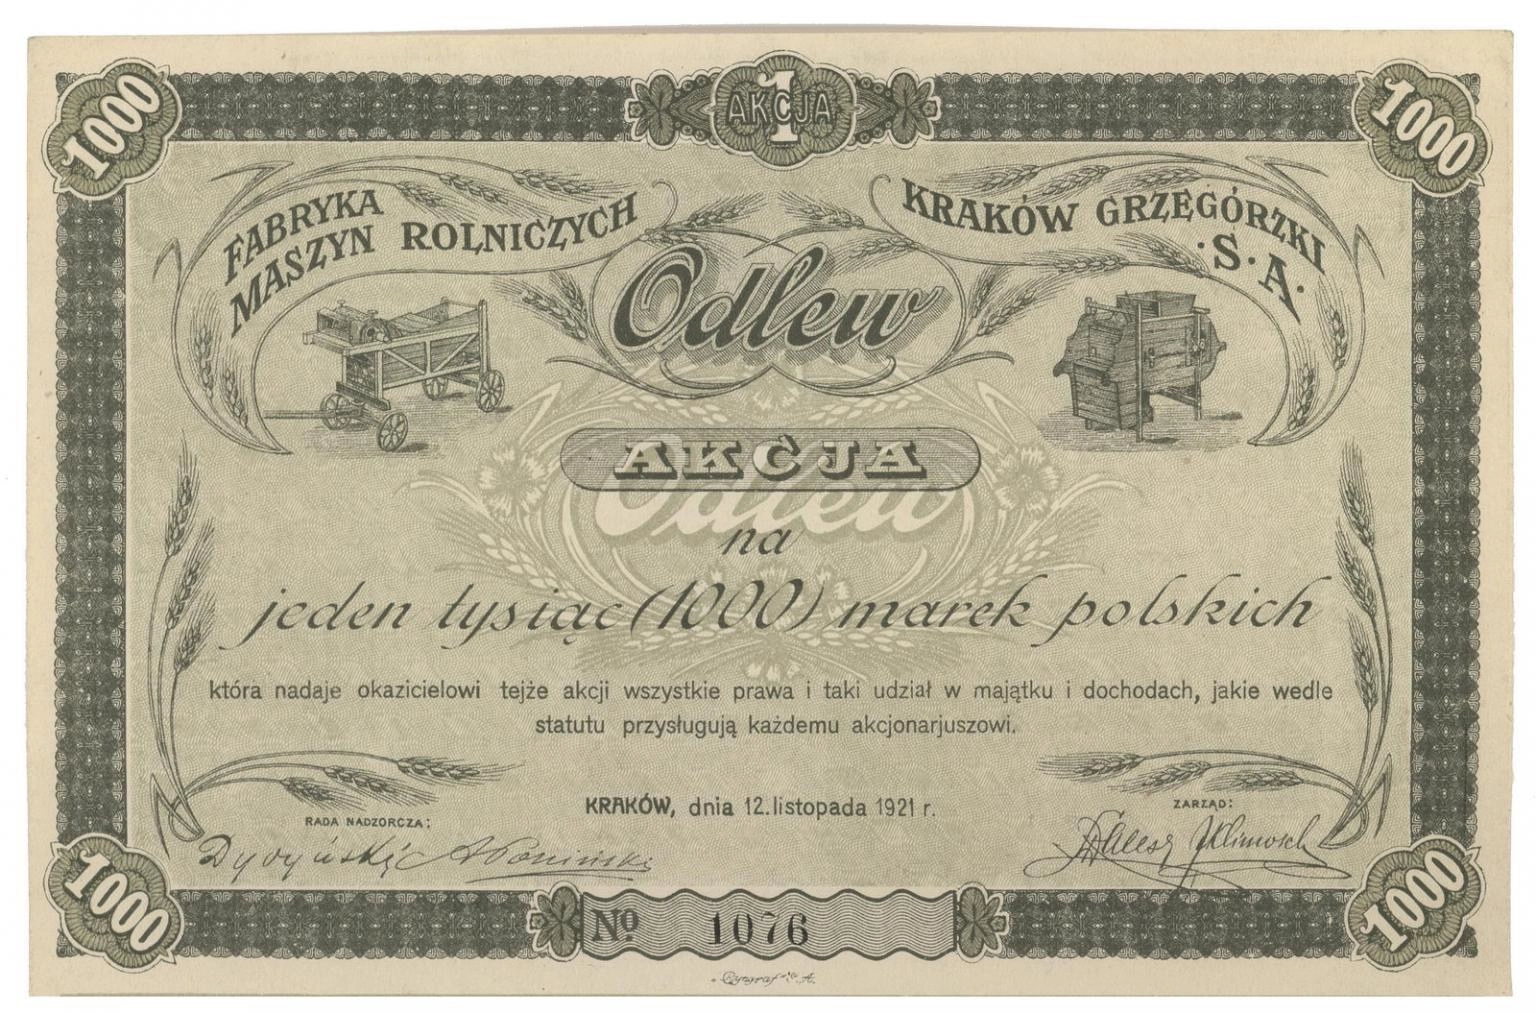 1000
1
AKCJA
1000
FABRYKA
MASZYN ROLNICZYCH
KRAKÓW GRZEGÓRZKI
S. A.
Odlew
AKCJA
Odlew
na
jeden tysiąc (1000) marek polskich
która nadaje okazicielowi tejże akcji wszystkie prawa i taki udział w majątku i dochodach, jakie wedle
statutu przysługują każdemu akcjonarjuszowi.
KRAKÓW, dnia 12. listopada 1921 r.
RADA NADZORCZA:
ZARZĄD:
1000
No. 1076
1000